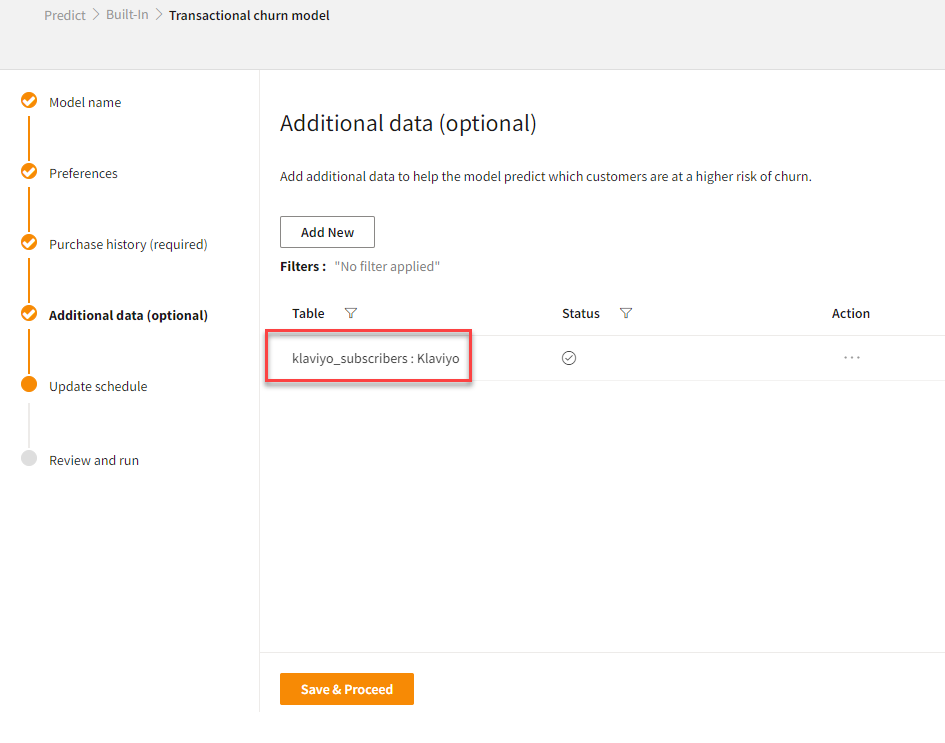 Predict > Built-In > Transactional churn model
Model name
Preferences
Purchase history (required)
Additional data (optional)
Update schedule
Review and run
Additional data (optional)
Add additional data to help the model predict which customers are at a higher risk of churn.
Add New
Filters : "No filter applied"
Table Status Action
klaviyo_subscribers : Klaviyo ...
Save & Proceed